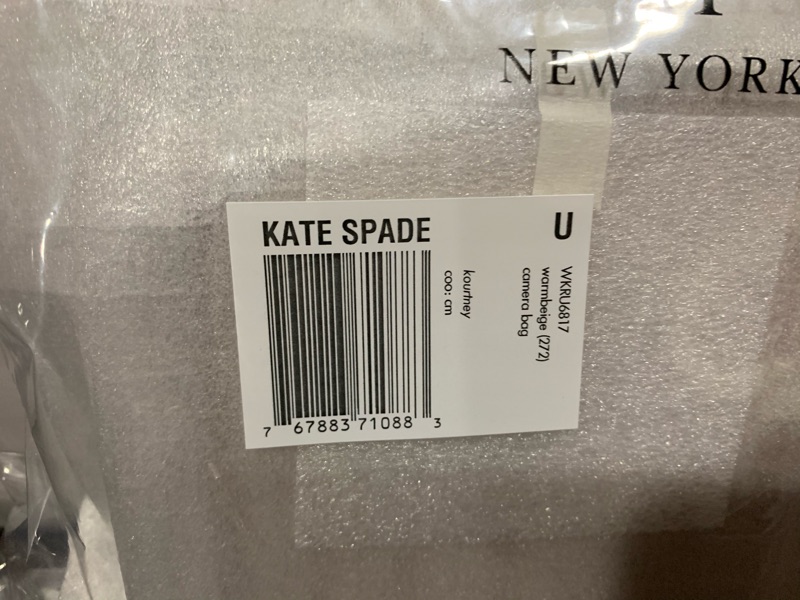 NEW YORK
KATE SPADE
U
WKRU6817
warmbeige (272)
camera bag
kourtney
coo: cm
7 67883 71088 3